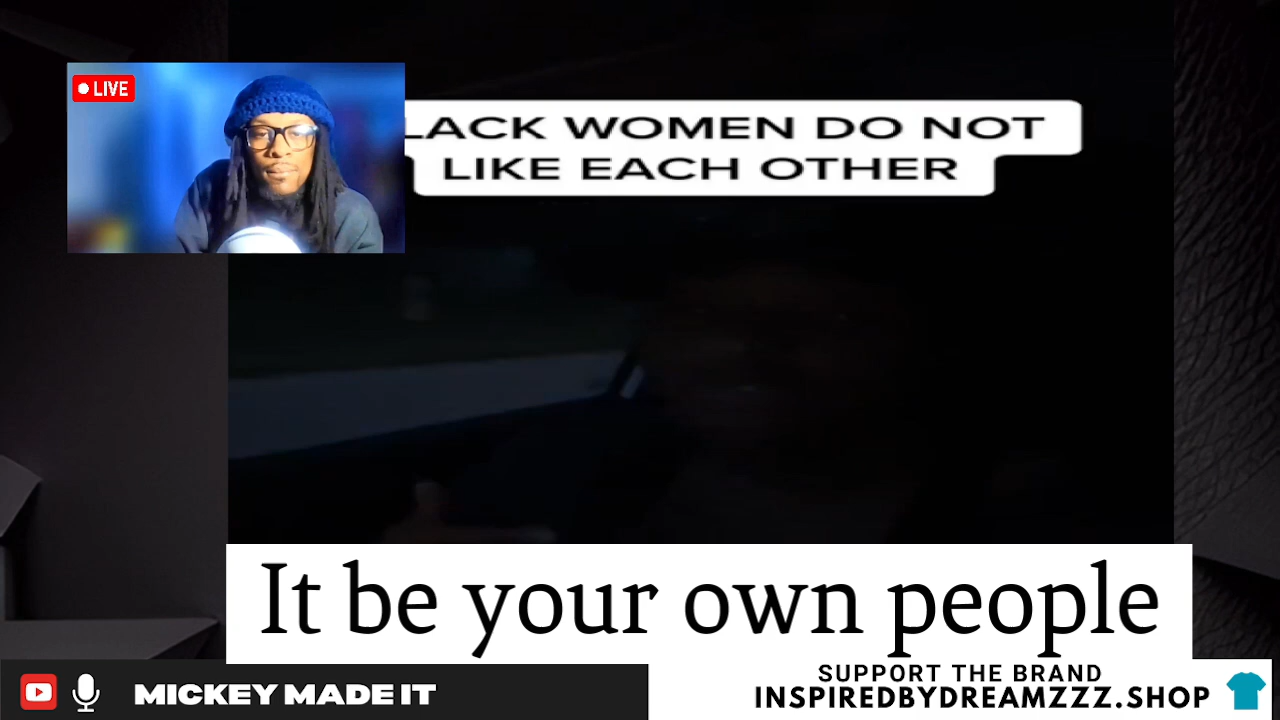 LIVE
LACK WOMEN DO NOT
LIKE EACH OTHER
It be your own people
MICKEY MADE IT
SUPPORT THE BRAND
INSPIREDBYDREAMZZZ.SHOP